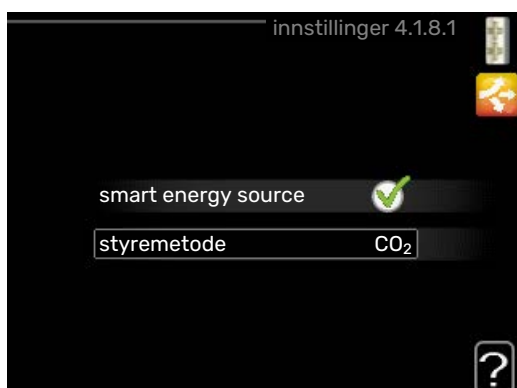 innstillinger 4.1.8.1
smart energy source
styremetode CO₂
?